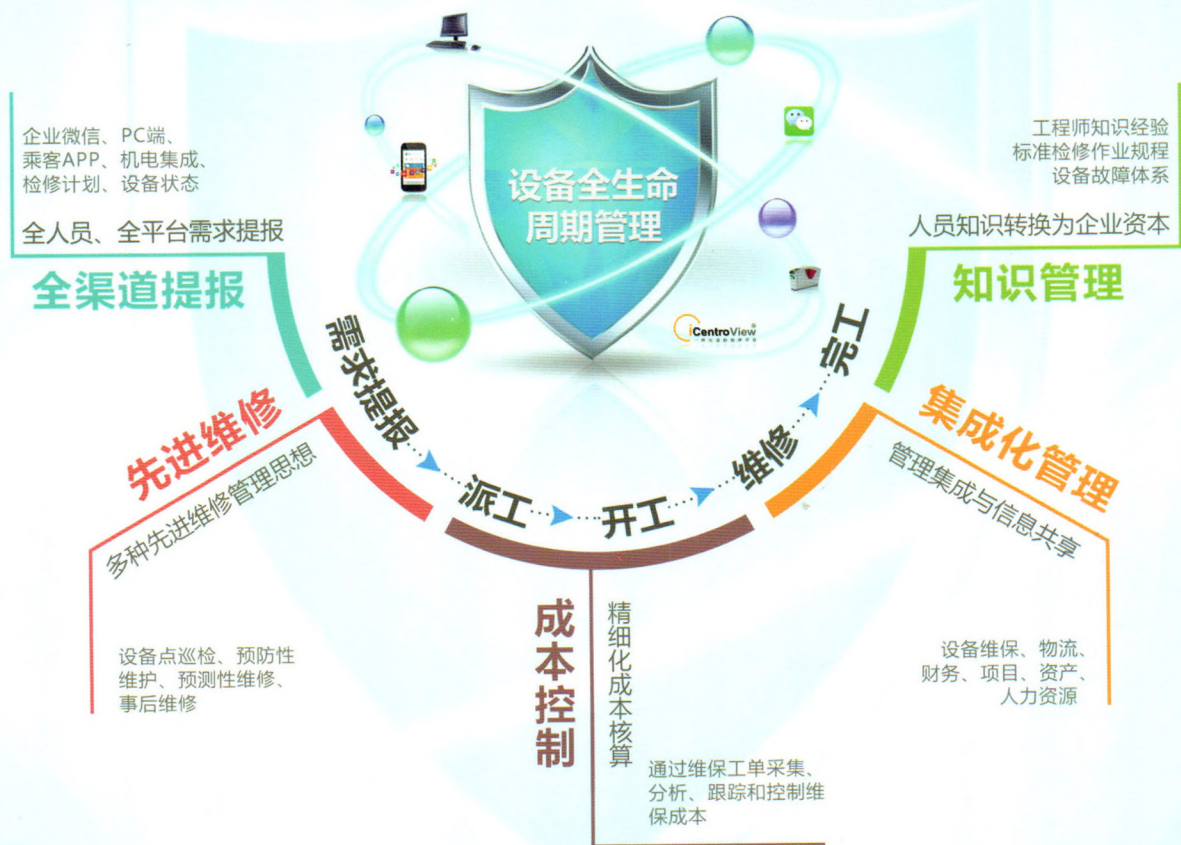 设备全生命
周期管理
iCentroView
企业微信、PC端、
乘客APP、机电集成、
检修计划、设备状态
全人员、全平台需求提报
全渠道提报
工程师知识经验
标准检修作业规程
设备故障体系
人员知识转换为企业资本
知识管理
需求提报
派工
开工
维修
完工
先进维修
多种先进维修管理思想
设备点巡检、预防性
维护、预测性维修、
事后维修
成本控制
精细化成本核算
通过维保工单采集、
分析、跟踪和控制维
保成本
集成化管理
管理集成与信息共享
设备维保、物流、
财务、项目、资产、
人力资源